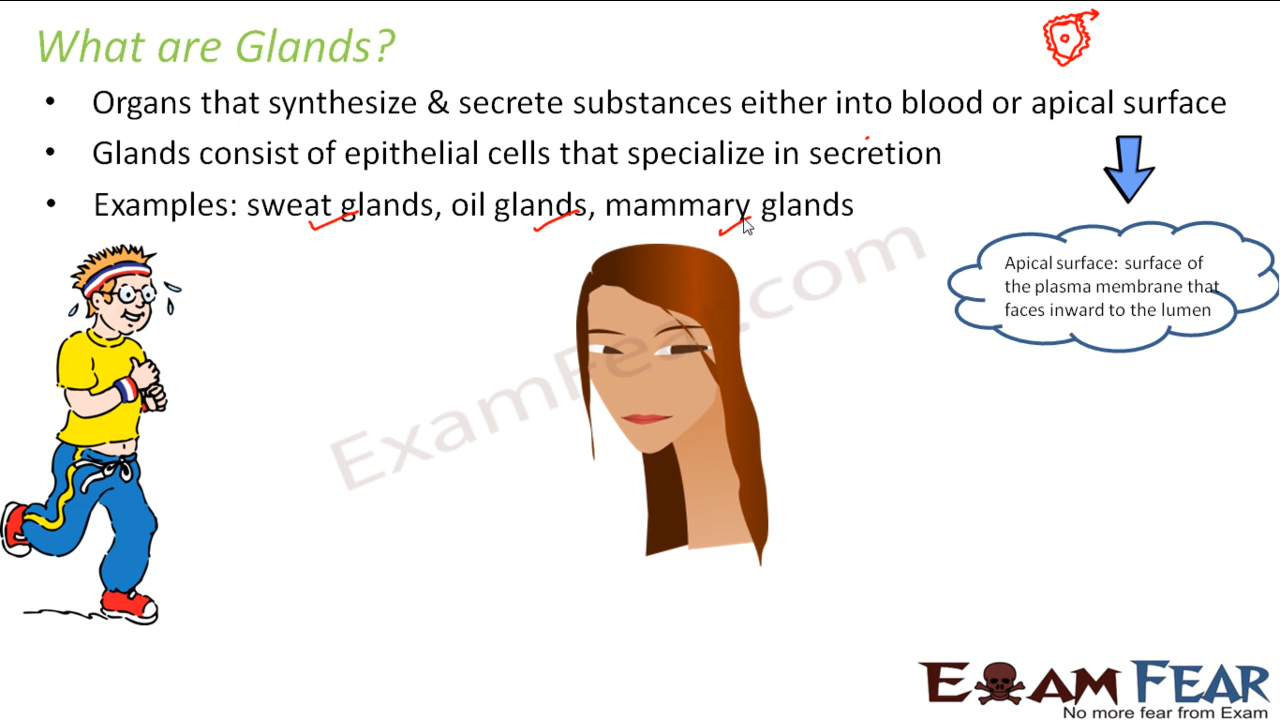 What are Glands?
• Organs that synthesize & secrete substances either into blood or apical surface
• Glands consist of epithelial cells that specialize in secretion
• Examples: sweat glands, oil glands, mammary glands
Apical surface: surface of
the plasma membrane that
faces inward to the lumen
ExamFear.com
EXAM FEAR
No more fear from Exam